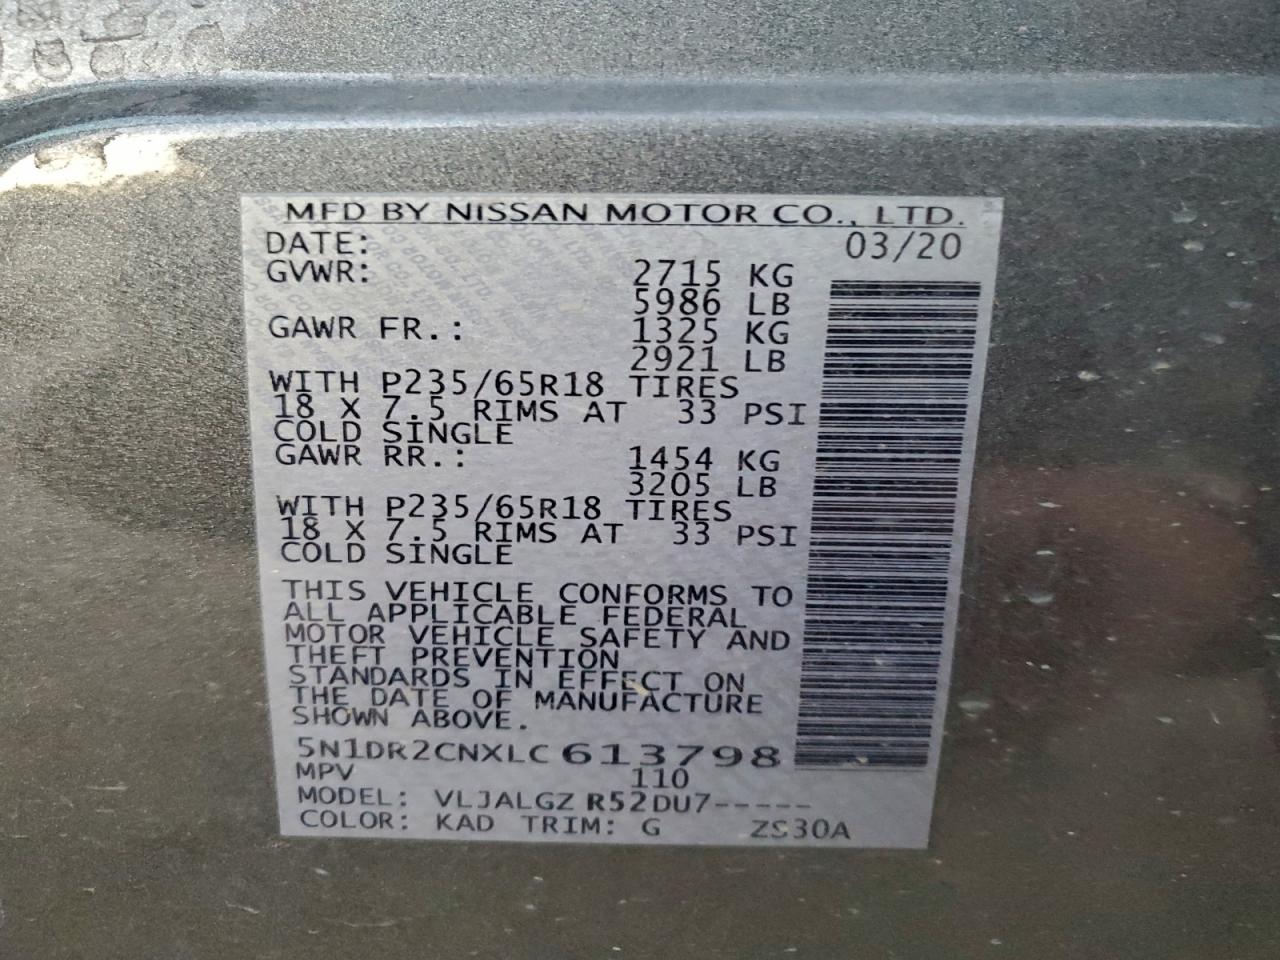 MFD BY NISSAN MOTOR CO., LTD.
DATE: 03/20
GVWR: 2715 KG
5986 LB
GAWR FR.: 1325 KG
2921 LB
WITH P235/65R18 TIRES
18 X 7.5 RIMS AT 33 PSI
COLD SINGLE
GAWR RR.: 1454 KG
3205 LB
WITH P235/65R18 TIRES
18 X 7.5 RIMS AT 33 PSI
COLD SINGLE
THIS VEHICLE CONFORMS TO
ALL APPLICABLE FEDERAL
MOTOR VEHICLE SAFETY AND
THEFT PREVENTION
STANDARDS IN EFFECT ON
THE DATE OF MANUFACTURE
SHOWN ABOVE.
5N1DR2CNXLC613798
MPV 110
MODEL: VLJALGZ R52DU7-----
COLOR: KAD TRIM: G ZS30A